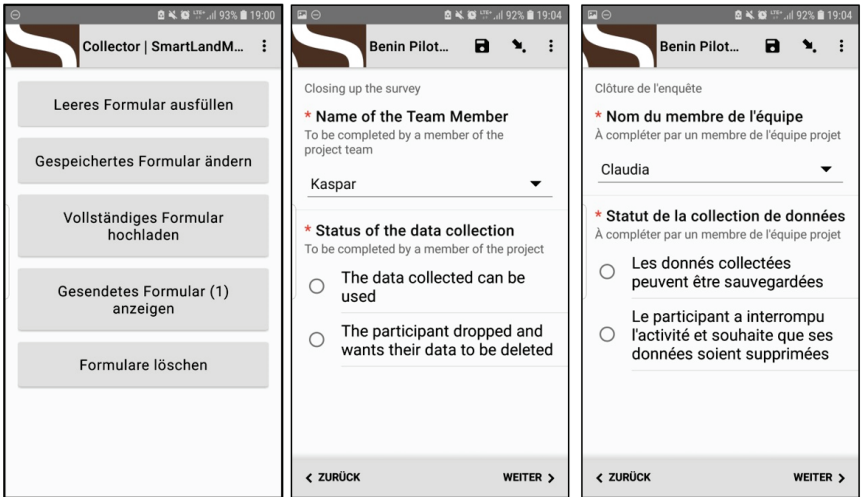 93% 19:00
Collector | SmartLandM...
Leeres Formular ausfüllen
Gespeichertes Formular ändern
Vollständiges Formular
hochladen
Gesendetes Formular (1)
anzeigen
Formulare löschen
92% 19:04
Benin Pilot...
Closing up the survey
* Name of the Team Member
To be completed by a member of the
project team
Kaspar
* Status of the data collection
To be completed by a member of the project
The data collected can be
used
The participant dropped and
wants their data to be deleted
< ZURÜCK
WEITER >
92% 19:04
Benin Pilot...
Clôture de l'enquête
* Nom du membre de l'équipe
À compléter par un membre de l'équipe projet
Claudia
* Statut de la collection de données
À compléter par un membre de l'équipe projet
Les donnés collectées
peuvent être sauvegardées
Le participant a interrompu
l'activité et souhaite que ses
données soient supprimées
< ZURÜCK
WEITER >